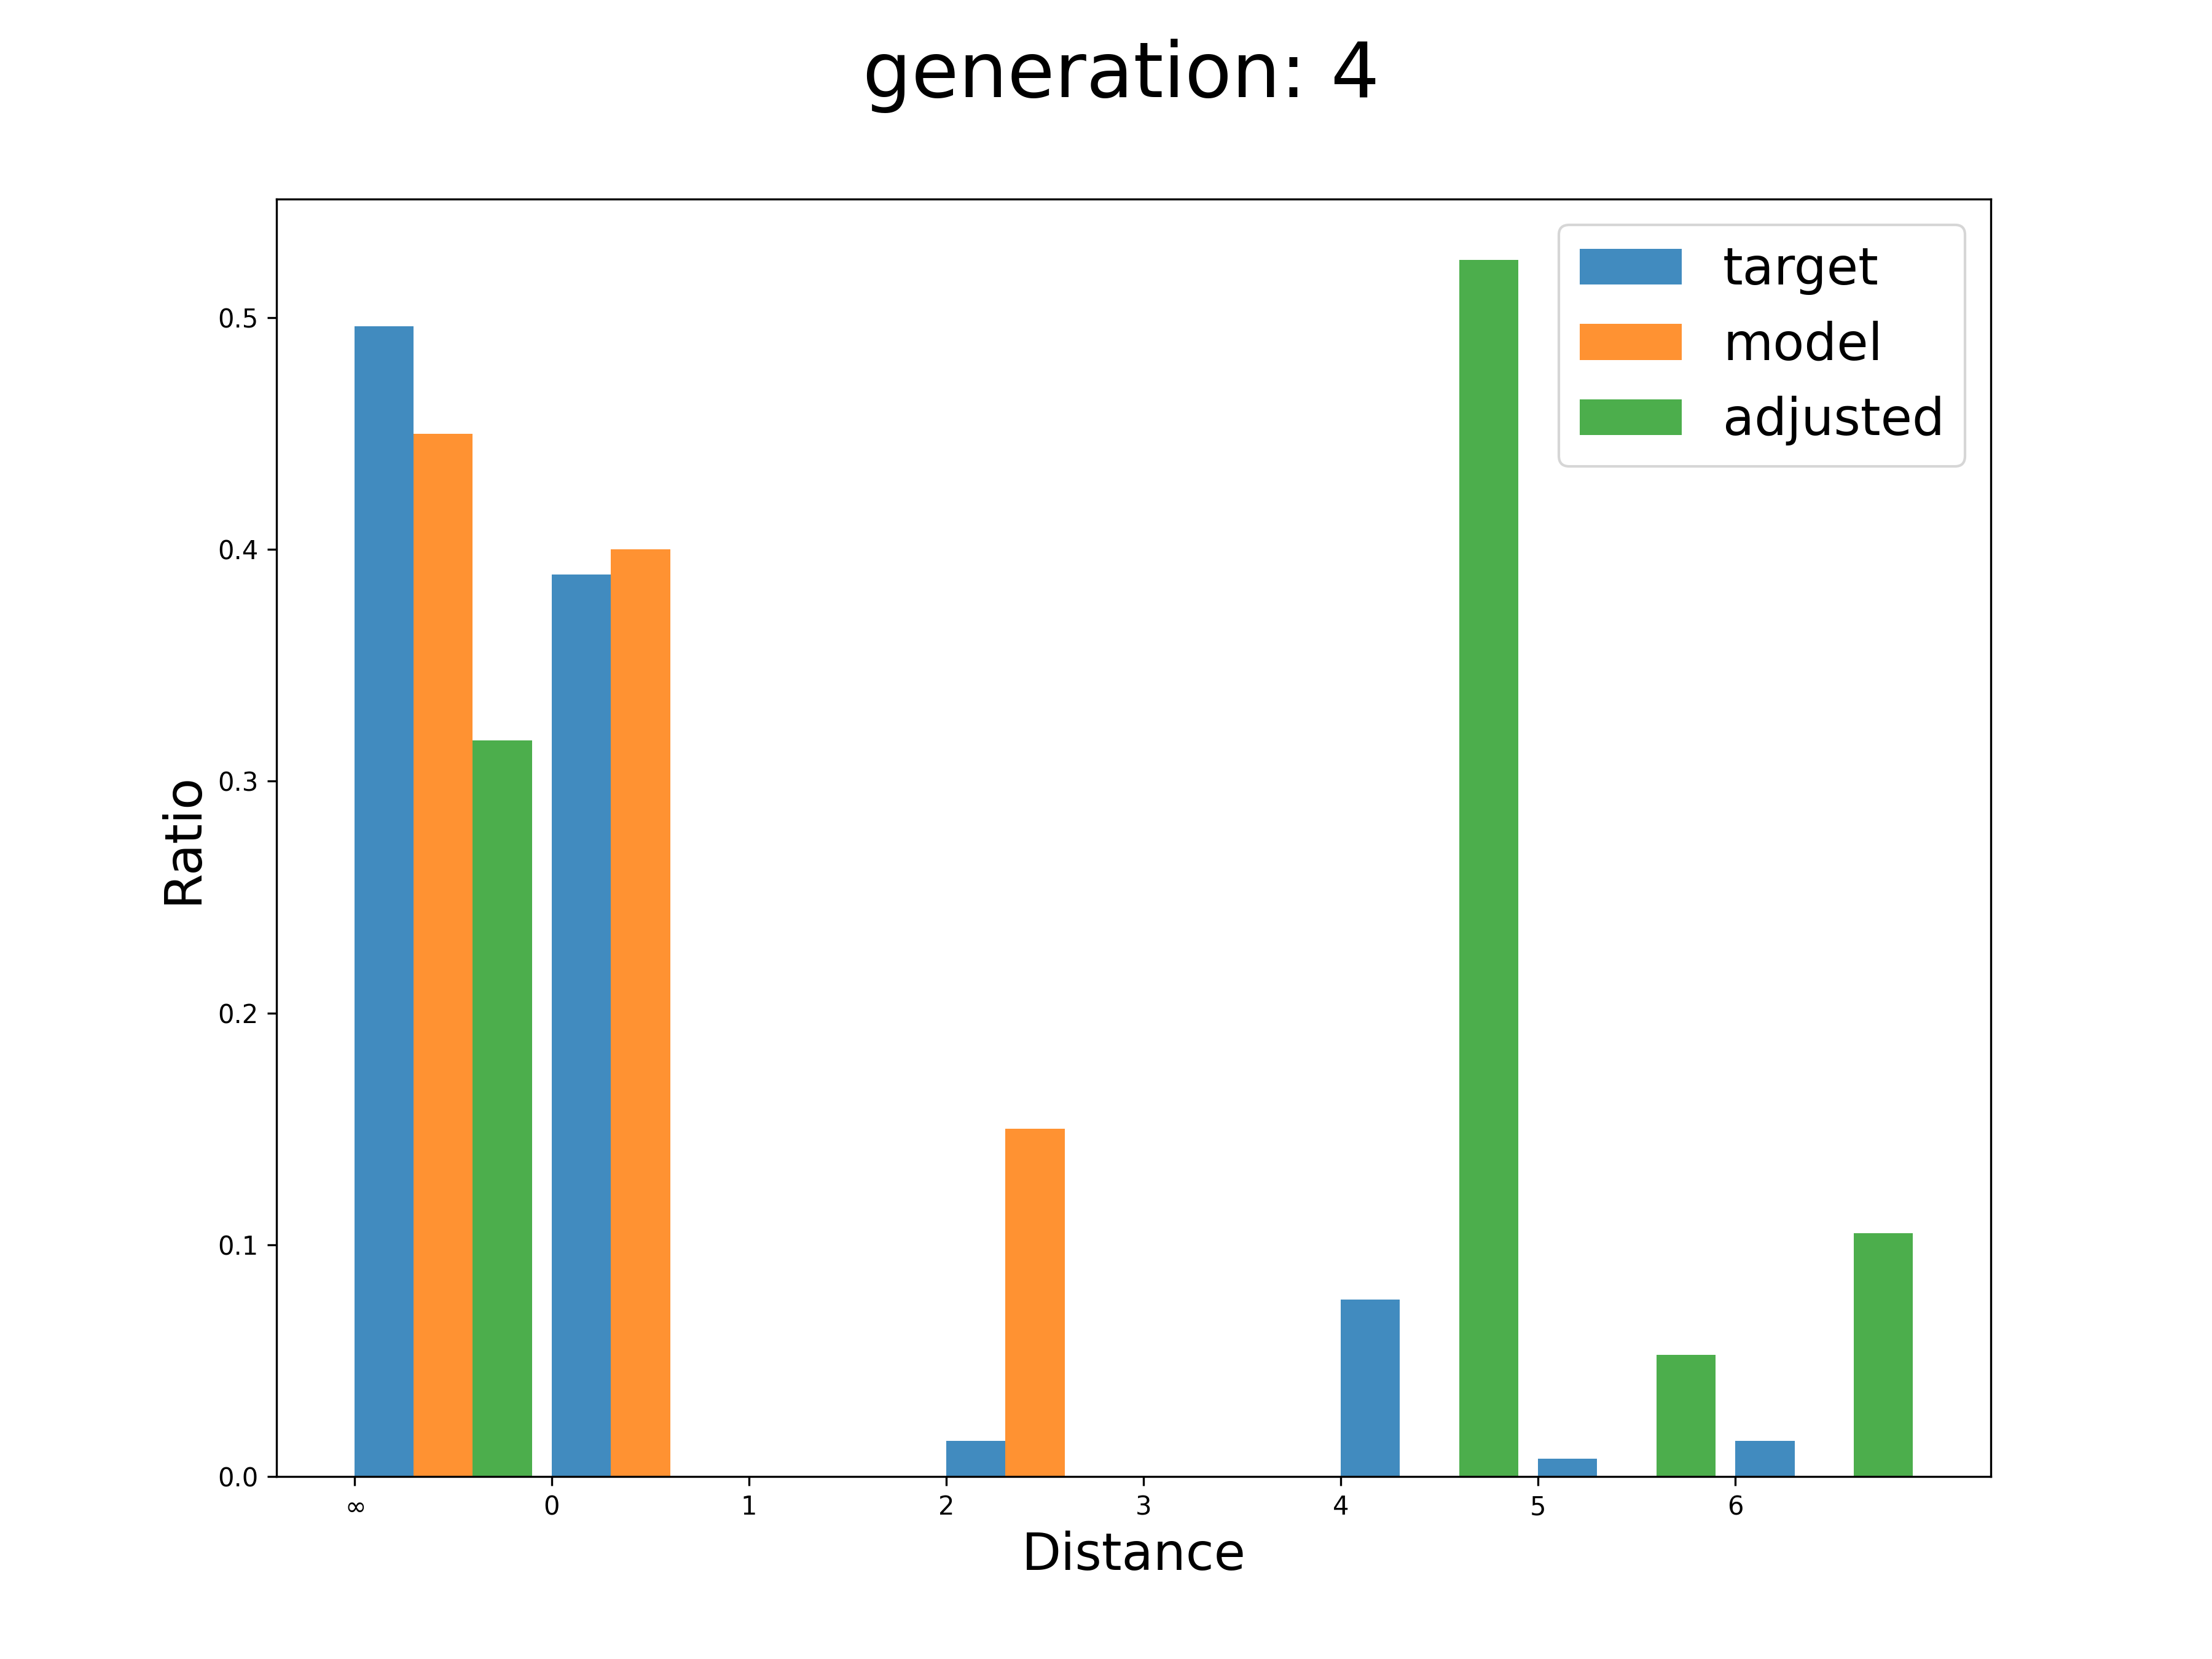 generation: 4
target
model
adjusted
Ratio
0.5
0.4
0.3
0.2
0.1
0.0
∞ 0 1 2 3 4 5 6
Distance